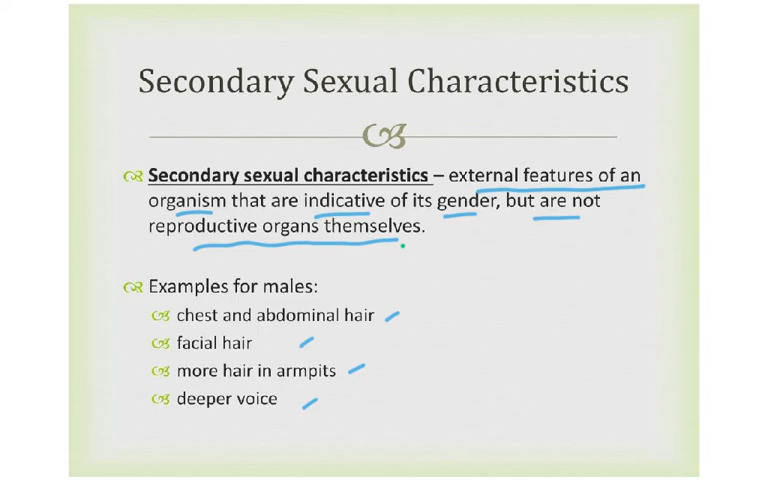 Secondary Sexual Characteristics
Secondary sexual characteristics – external features of an
organism that are indicative of its gender, but are not
reproductive organs themselves.
Examples for males:
chest and abdominal hair
facial hair
more hair in armpits
deeper voice